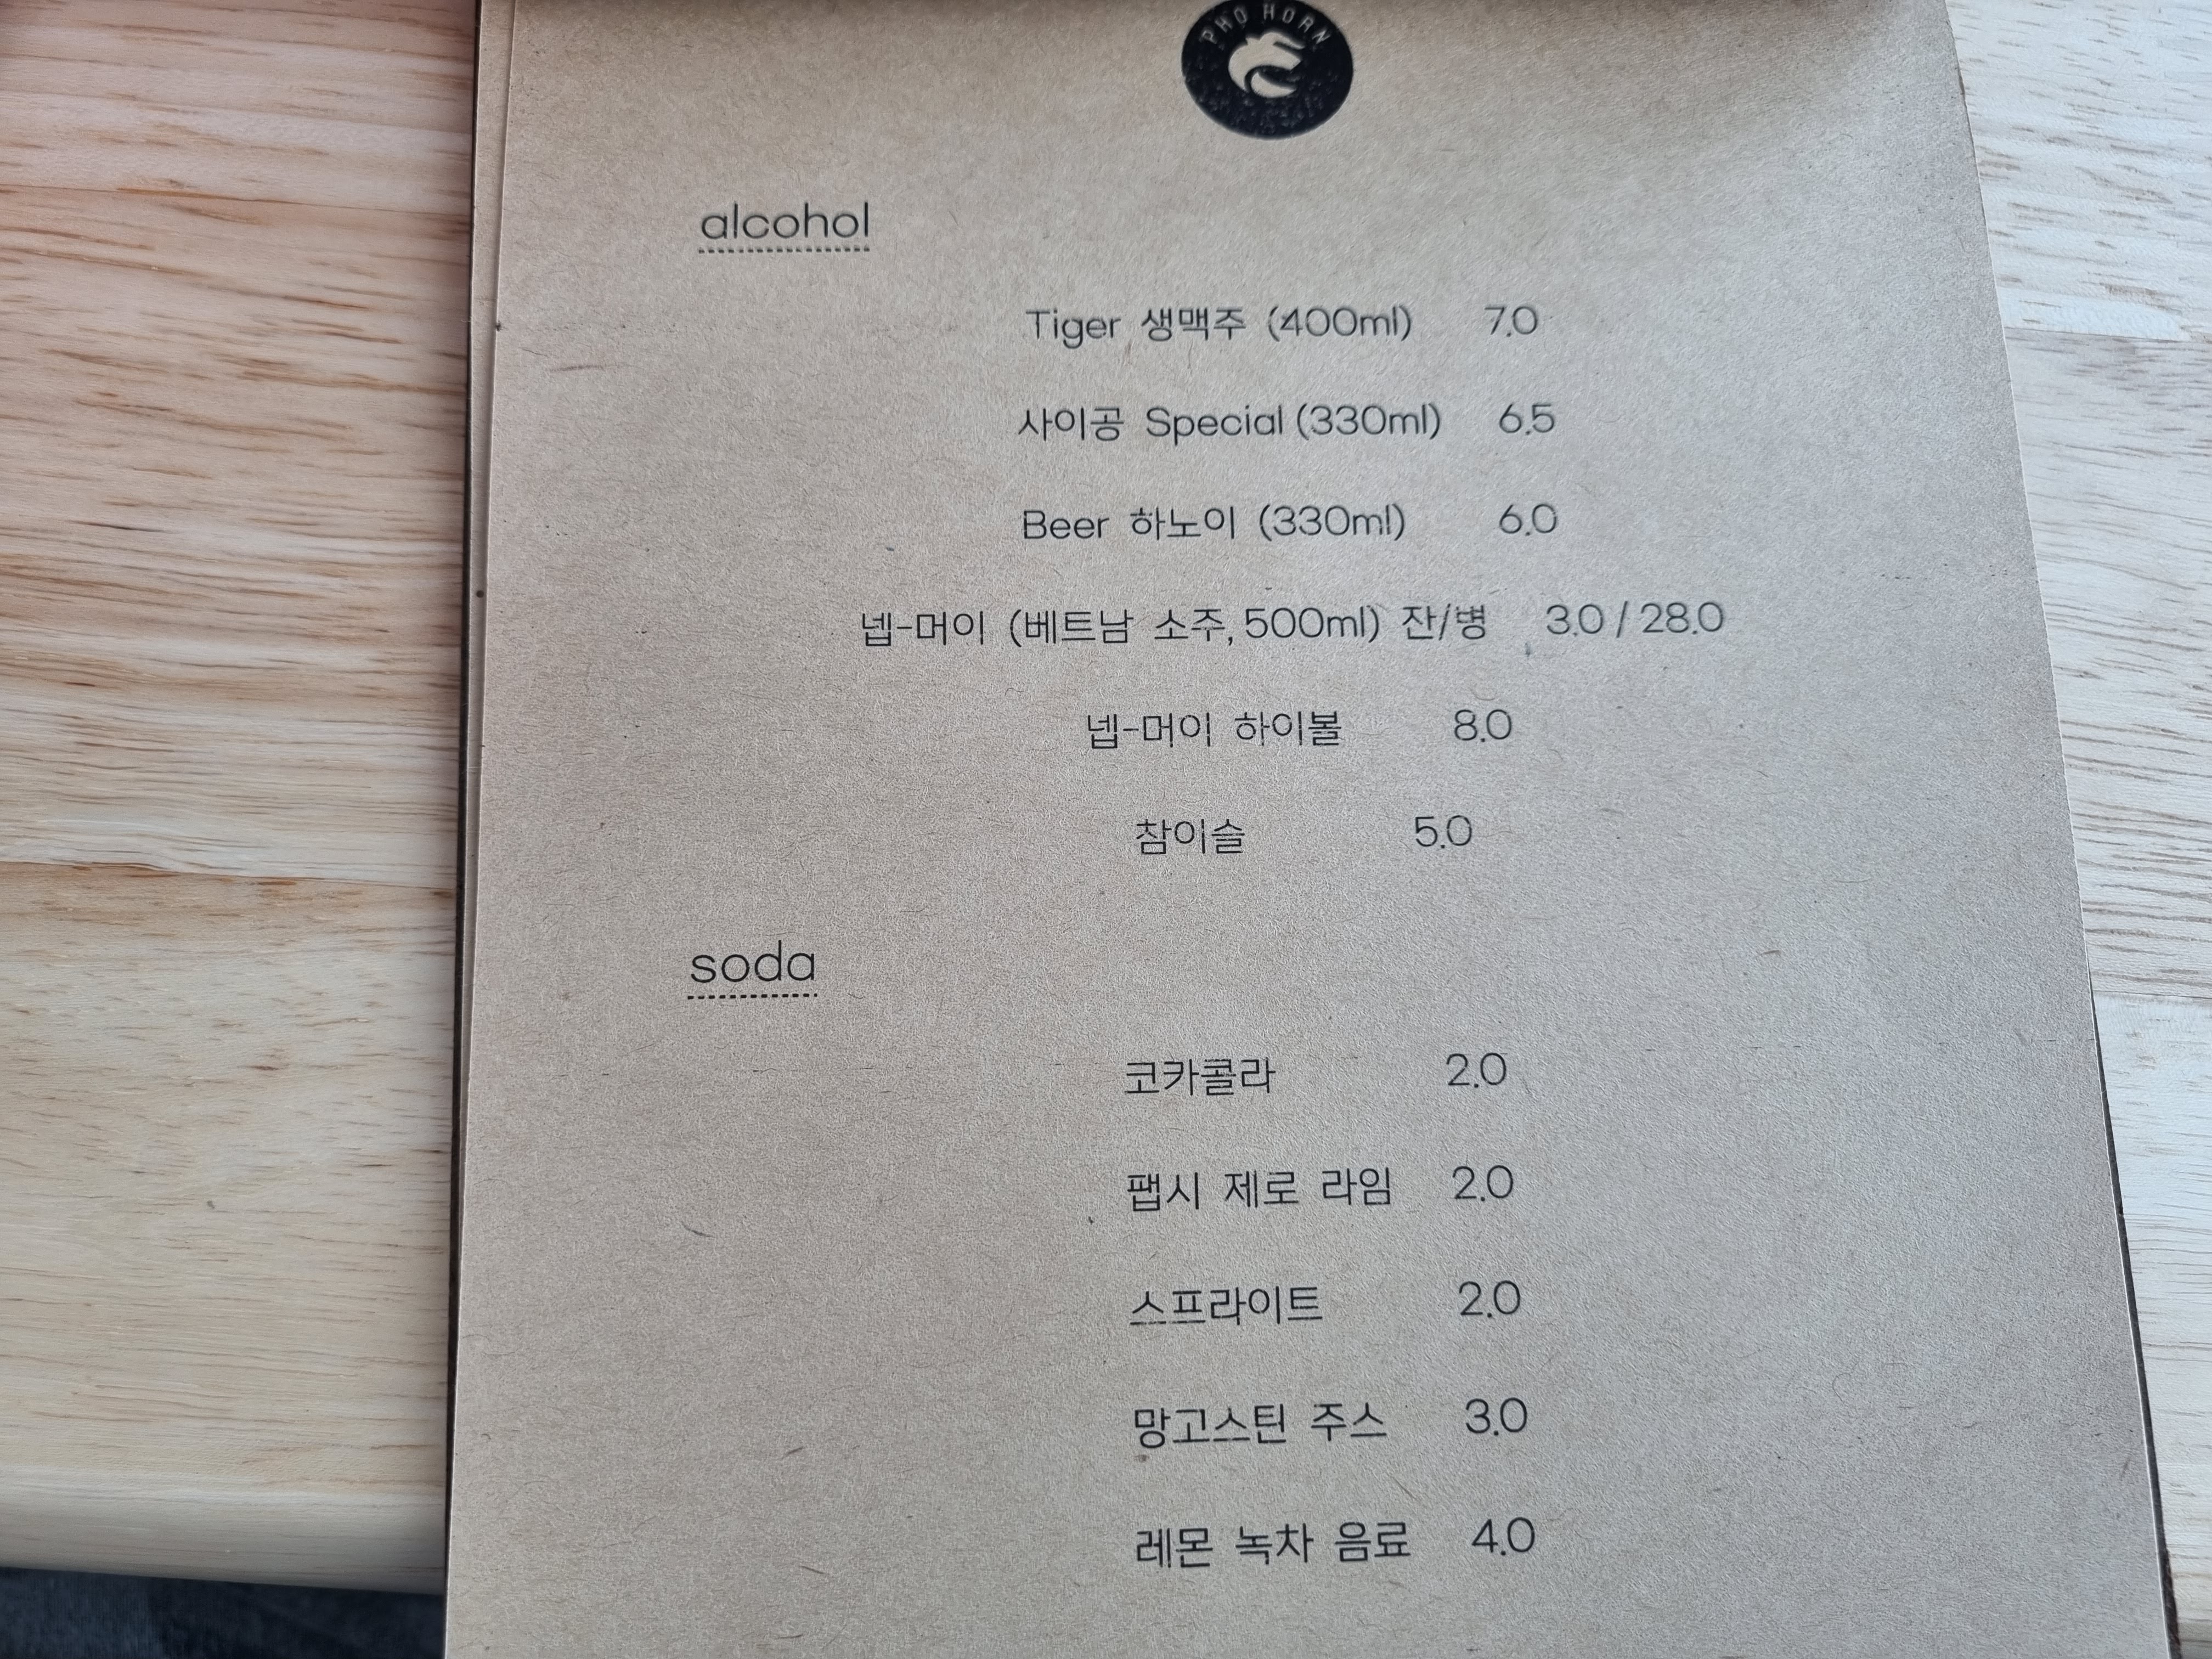 PHO HORN
alcohol
Tiger 생맥주 (400ml) 7.0
사이공 Special (330ml) 6.5
Beer 하노이 (330ml) 6.0
넵-머이 (베트남 소주, 500ml) 잔/병 3.0 / 28.0
넵-머이 하이볼 8.0
참이슬 5.0
soda
코카콜라 2.0
팹시 제로 라임 2.0
스프라이트 2.0
망고스틴 주스 3.0
레몬 녹차 음료 4.0